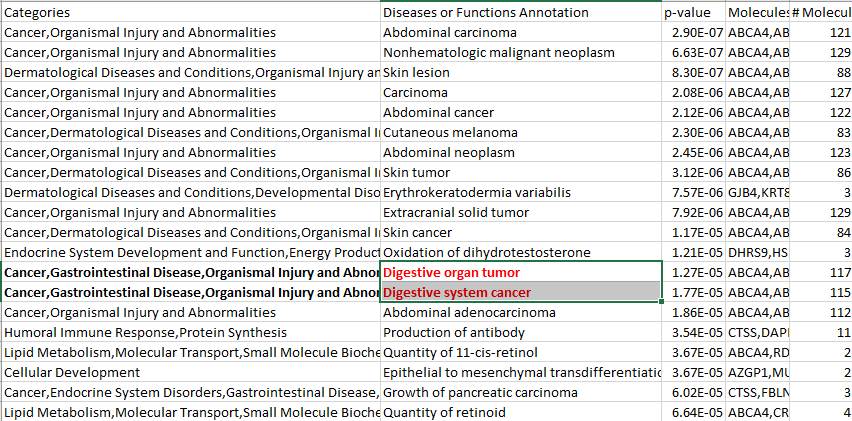 Categories Diseases or Functions Annotation p-value Molecules # Molecul
Cancer,Organismal Injury and Abnormalities Abdominal carcinoma 2.90E-07 ABCA4,AB 121
Cancer,Organismal Injury and Abnormalities Nonhematologic malignant neoplasm 6.63E-07 ABCA4,AB 129
Dermatological Diseases and Conditions,Organismal Injury an Skin lesion 8.30E-07 ABCA4,AB 88
Cancer,Organismal Injury and Abnormalities Carcinoma 2.08E-06 ABCA4,AB 127
Cancer,Organismal Injury and Abnormalities Abdominal cancer 2.12E-06 ABCA4,AB 122
Cancer,Dermatological Diseases and Conditions,Organismal I Cutaneous melanoma 2.30E-06 ABCA4,AB 83
Cancer,Organismal Injury and Abnormalities Abdominal neoplasm 2.45E-06 ABCA4,AB 123
Cancer,Dermatological Diseases and Conditions,Organismal I Skin tumor 3.12E-06 ABCA4,AB 86
Dermatological Diseases and Conditions,Developmental Diso Erythrokeratodermia variabilis 7.57E-06 GJB4,KRT8 3
Cancer,Organismal Injury and Abnormalities Extracranial solid tumor 7.92E-06 ABCA4,AB 129
Cancer,Dermatological Diseases and Conditions,Organismal I Skin cancer 1.17E-05 ABCA4,AB 84
Endocrine System Development and Function,Energy Product Oxidation of dihydrotestosterone 1.21E-05 DHRS9,HS 3
Cancer,Gastrointestinal Disease,Organismal Injury and Abnor Digestive organ tumor 1.27E-05 ABCA4,AB 117
Cancer,Gastrointestinal Disease,Organismal Injury and Abnor Digestive system cancer 1.77E-05 ABCA4,AB 115
Cancer,Organismal Injury and Abnormalities Abdominal adenocarcinoma 1.86E-05 ABCA4,AB 112
Humoral Immune Response,Protein Synthesis Production of antibody 3.54E-05 CTSS,DAPI 11
Lipid Metabolism,Molecular Transport,Small Molecule Bioche Quantity of 11-cis-retinol 3.67E-05 ABCA4,RD 2
Cellular Development Epithelial to mesenchymal transdifferentiatic 3.67E-05 AZGP1,MU 2
Cancer,Endocrine System Disorders,Gastrointestinal Disease, Growth of pancreatic carcinoma 6.02E-05 CTSS,FBLN 3
Lipid Metabolism,Molecular Transport,Small Molecule Bioche Quantity of retinoid 6.64E-05 ABCA4,CR 4